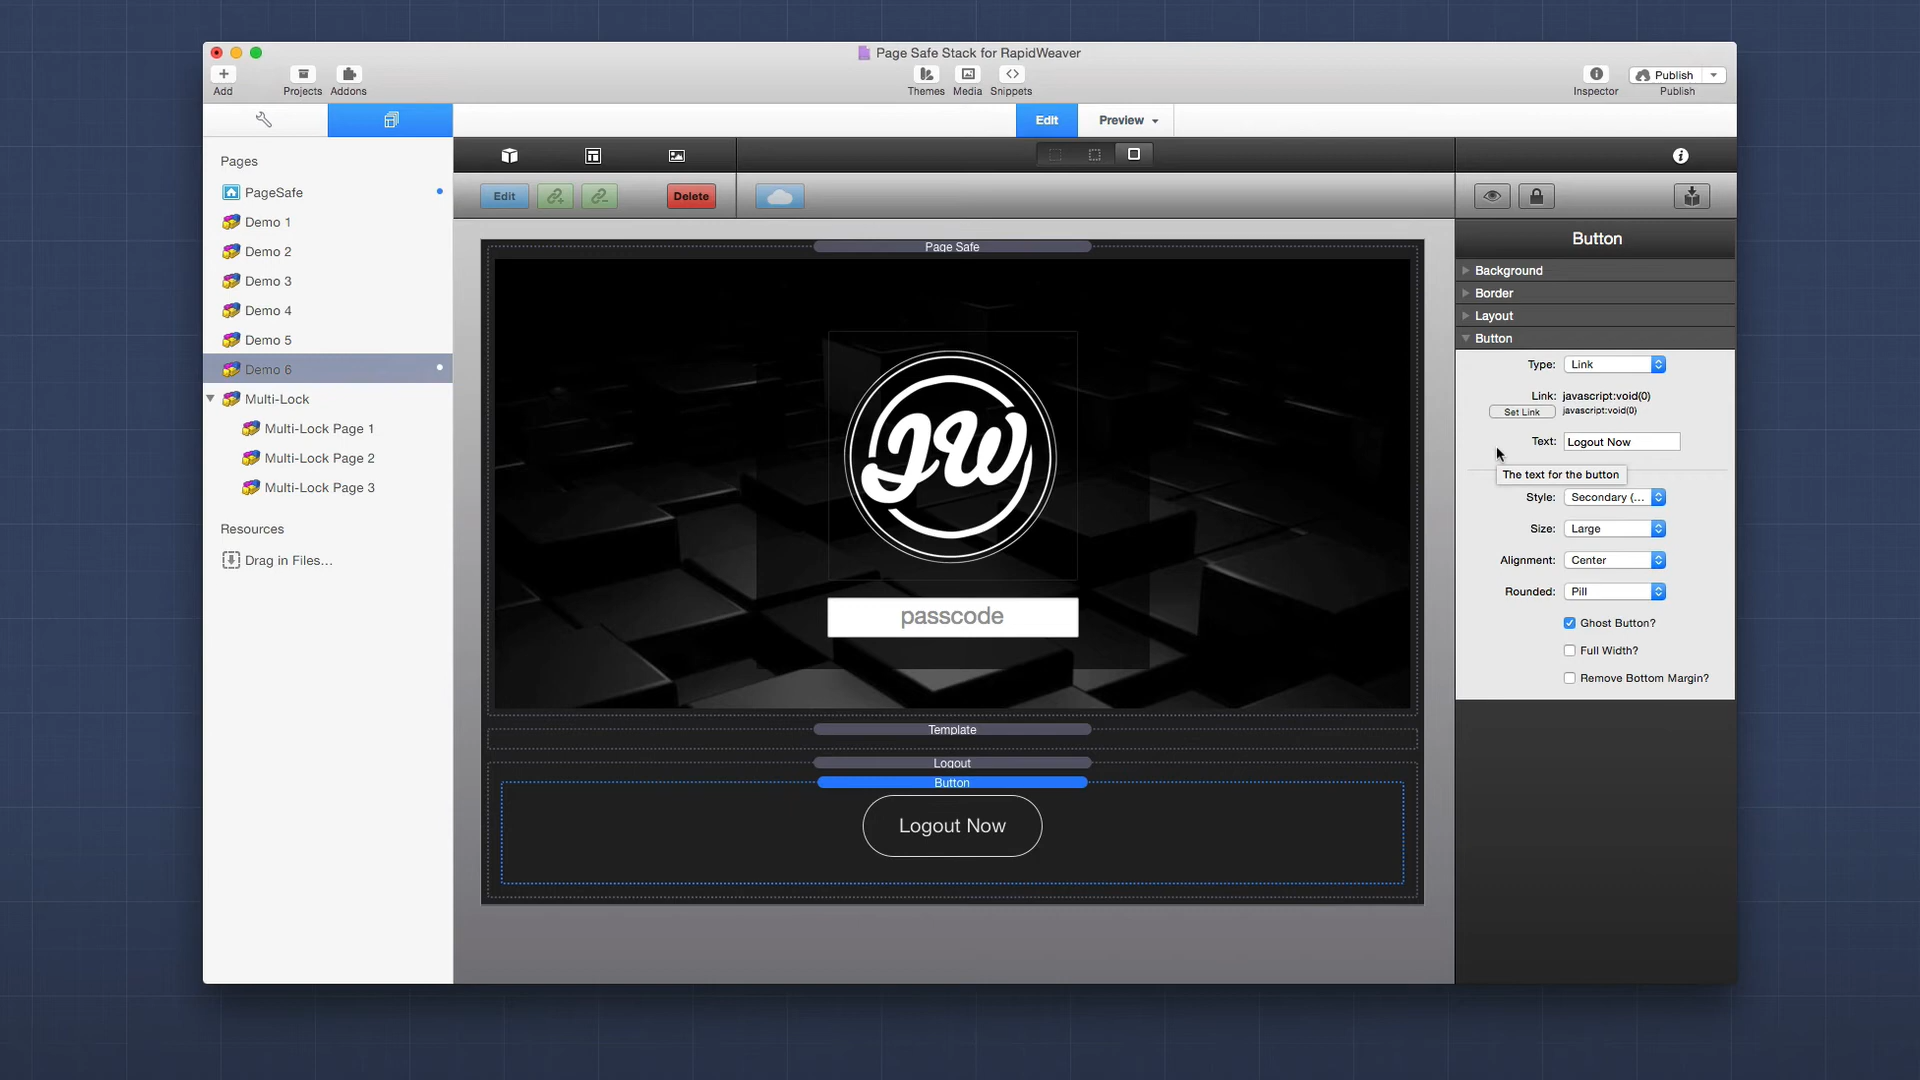 Page Safe Stack for RapidWeaver
Add
Projects
Addons
Themes
Media
Snippets
Inspector
Publish
Publish
Edit
Preview
Pages
PageSafe
Demo 1
Demo 2
Demo 3
Demo 4
Demo 5
Demo 6
Multi-Lock
Multi-Lock Page 1
Multi-Lock Page 2
Multi-Lock Page 3
Resources
Drag in Files...
Edit
Delete
Page Safe
JW
passcode
Template
Logout
Button
Logout Now
Button
Background
Border
Layout
Button
Type: Link
Link: javascript:void(0)
Set Link javascript:void(0)
Text: Logout Now
The text for the button
Style: Secondary (...
Size: Large
Alignment: Center
Rounded: Pill
Ghost Button?
Full Width?
Remove Bottom Margin?